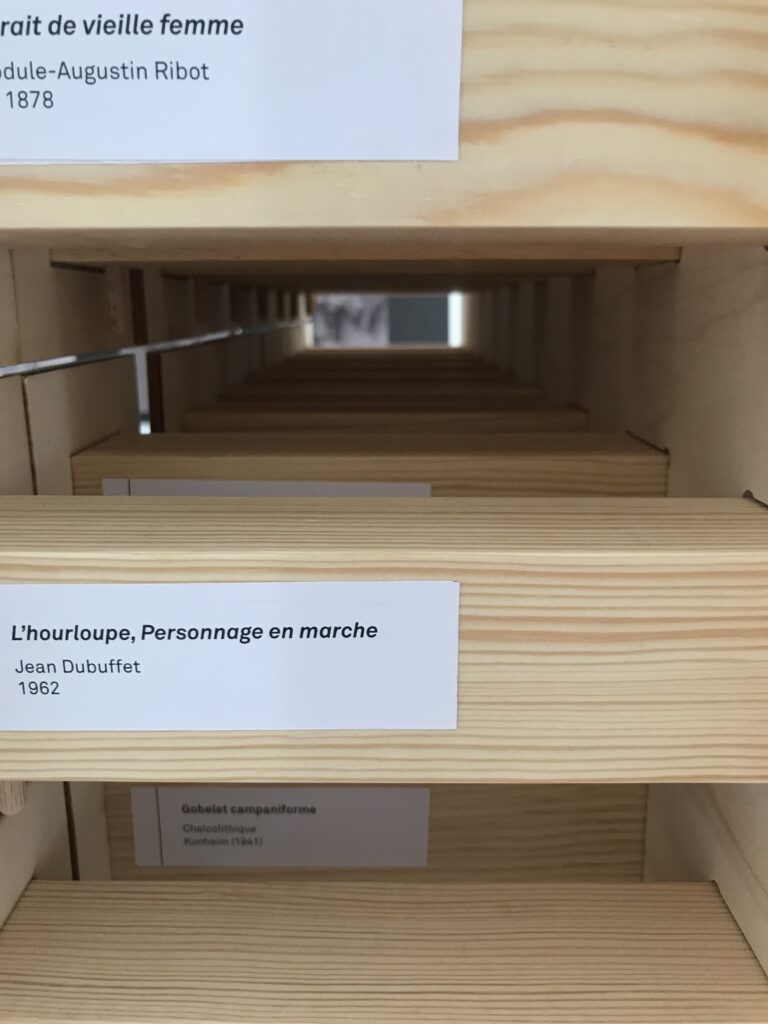 rait de vieille femme
odule-Augustin Ribot
1878
L'hourloupe, Personnage en marche
Jean Dubuffet
1962
Gobelet campaniforme
Chalcolithique
Kunheim (1961)